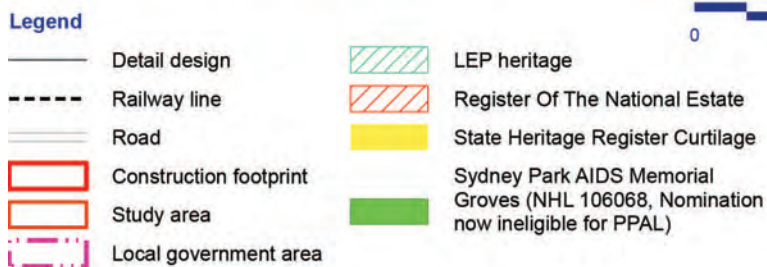 Legend
0
Detail design
Railway line
Road
Construction footprint
Study area
Local government area
LEP heritage
Register Of The National Estate
State Heritage Register Curtilage
Sydney Park AIDS Memorial
Groves (NHL 106068, Nomination
now ineligible for PPAL)